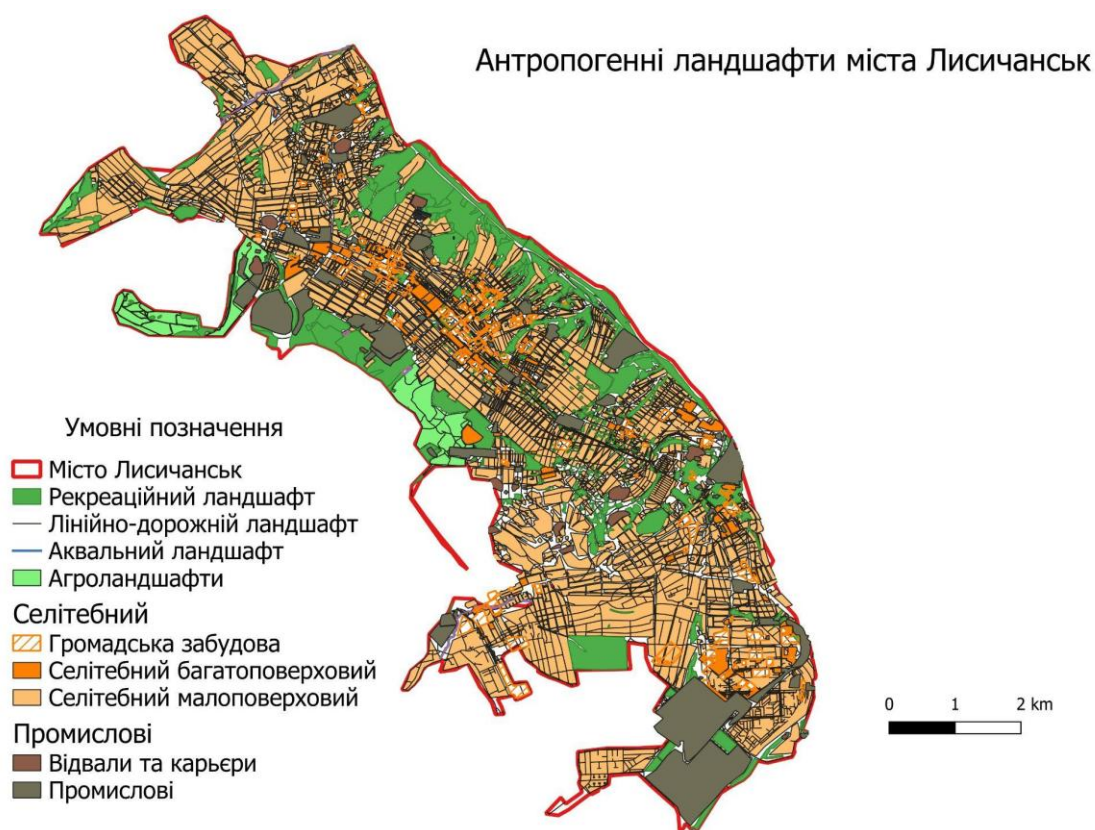 Антропогенні ландшафти міста Лисичанськ
Умовні позначення
Місто Лисичанськ
Рекреаційний ландшафт
Лінійно-дорожній ландшафт
Аквальний ландшафт
Агроландшафти
Селітебний
Громадська забудова
Селітебний багатоповерховий
Селітебний малоповерховий
Промислові
Відвали та карьєри
Промислові
0 1 2 km